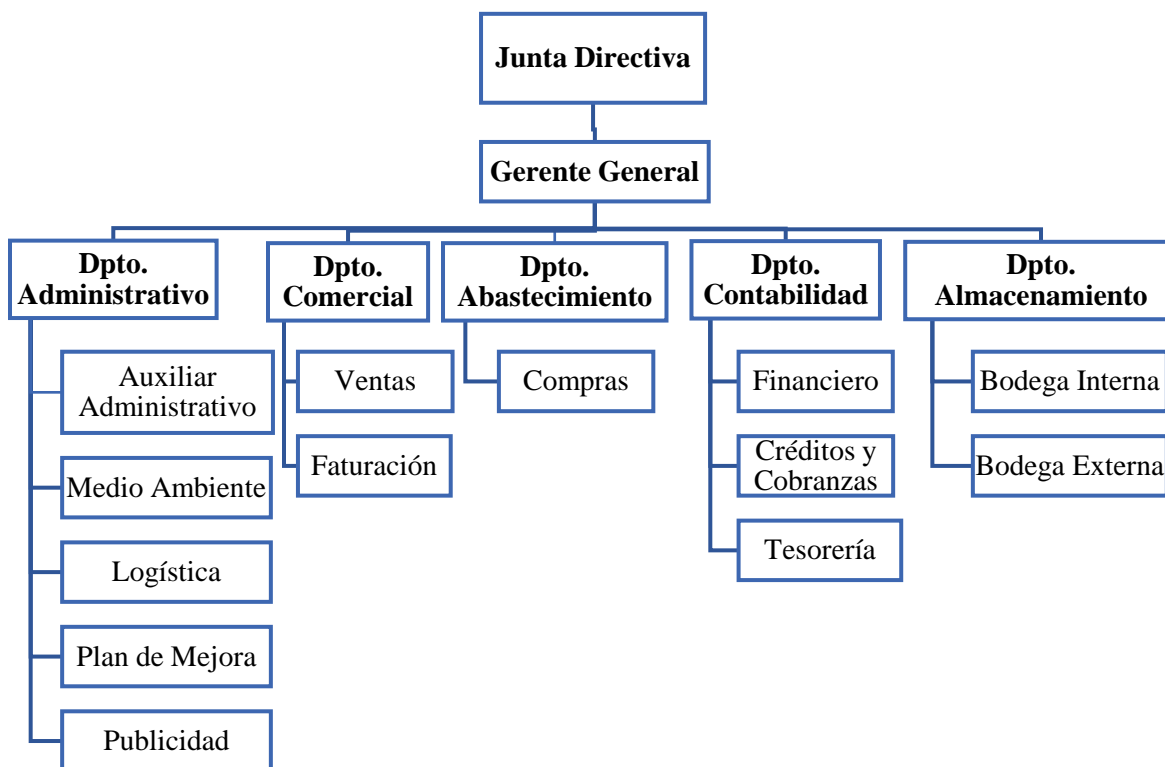 Junta Directiva
Gerente General
Dpto.
Administrativo
Dpto.
Comercial
Dpto.
Abastecimiento
Dpto.
Contabilidad
Dpto.
Almacenamiento
Auxiliar
Administrativo
Medio Ambiente
Logística
Plan de Mejora
Publicidad
Ventas
Faturación
Compras
Financiero
Créditos y
Cobranzas
Tesorería
Bodega Interna
Bodega Externa